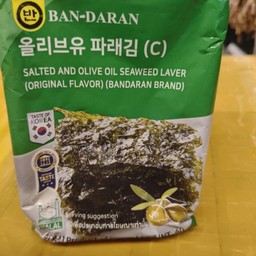 반 BAN-DARAN
올리브유 파래김 (C)
SALTED AND OLIVE OIL SEAWEED LAVER
(ORIGINAL FLAVOR) (BANDARAN BRAND)
TASTE OF
KOREA
TASTE
serving suggestion